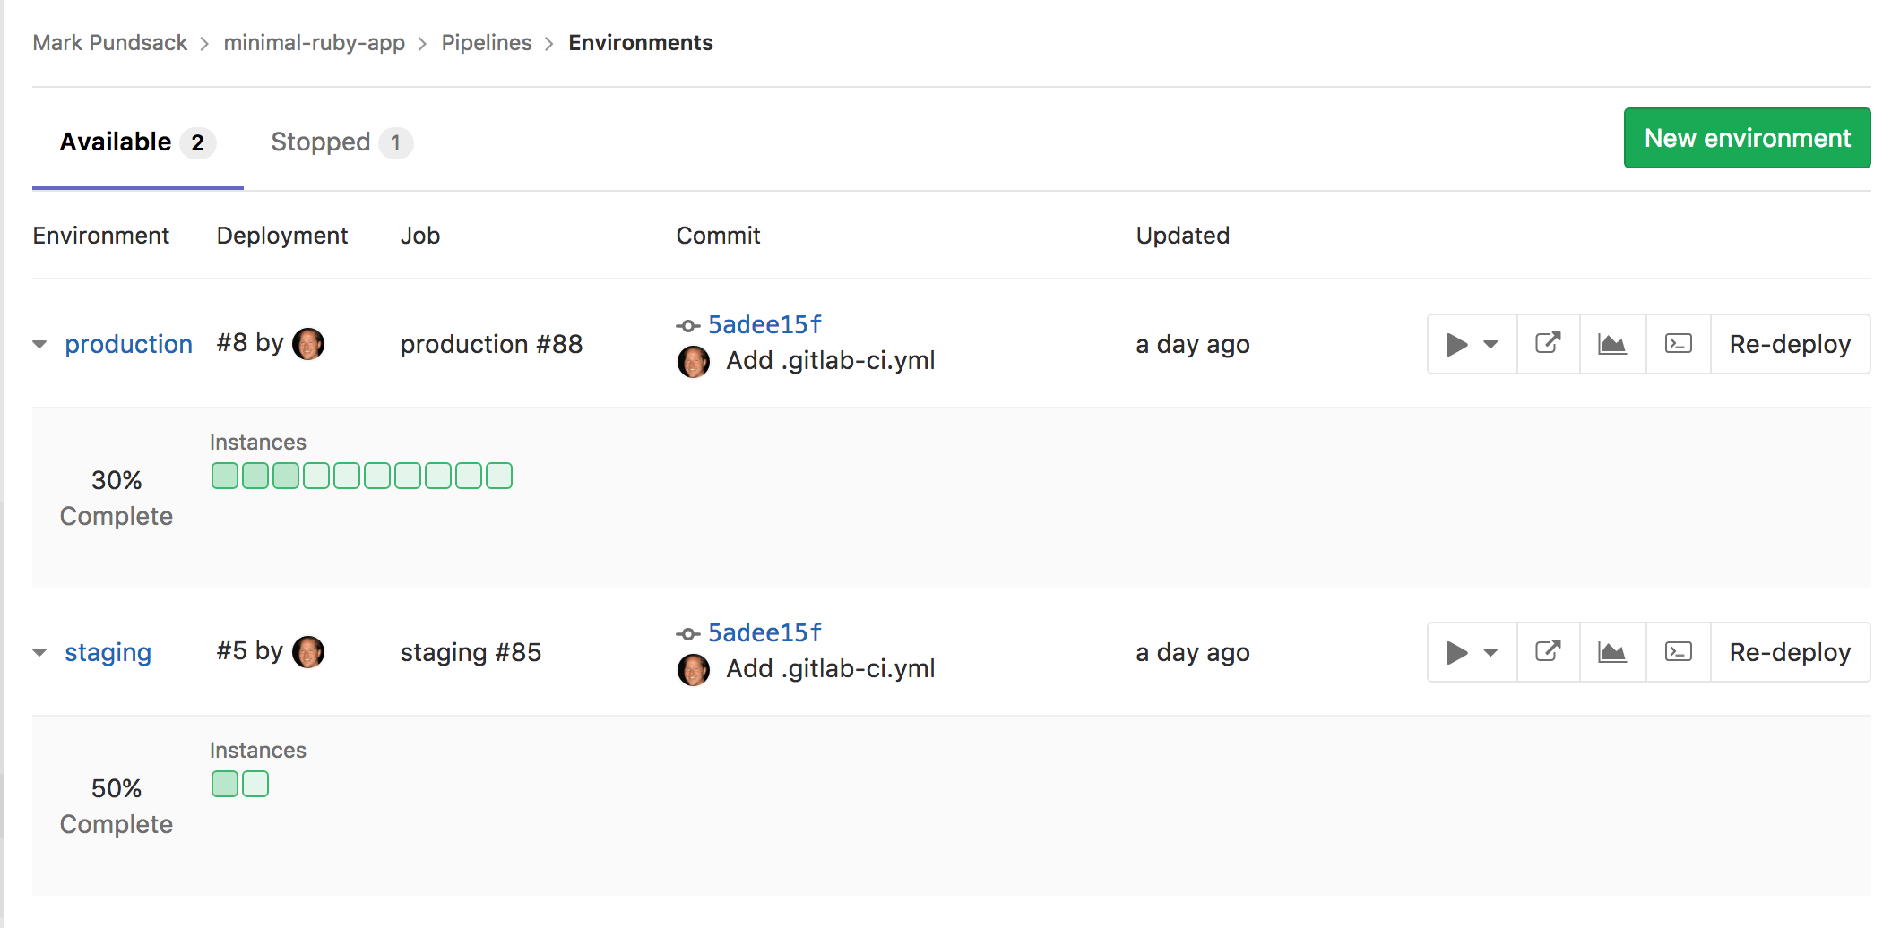 Mark Pundsack > minimal-ruby-app > Pipelines > Environments
Available 2 Stopped 1 New environment
Environment Deployment Job Commit Updated
production #8 by production #88 5adee15f a day ago Re-deploy
Add .gitlab-ci.yml
Instances
30%
Complete
staging #5 by staging #85 5adee15f a day ago Re-deploy
Add .gitlab-ci.yml
Instances
50%
Complete